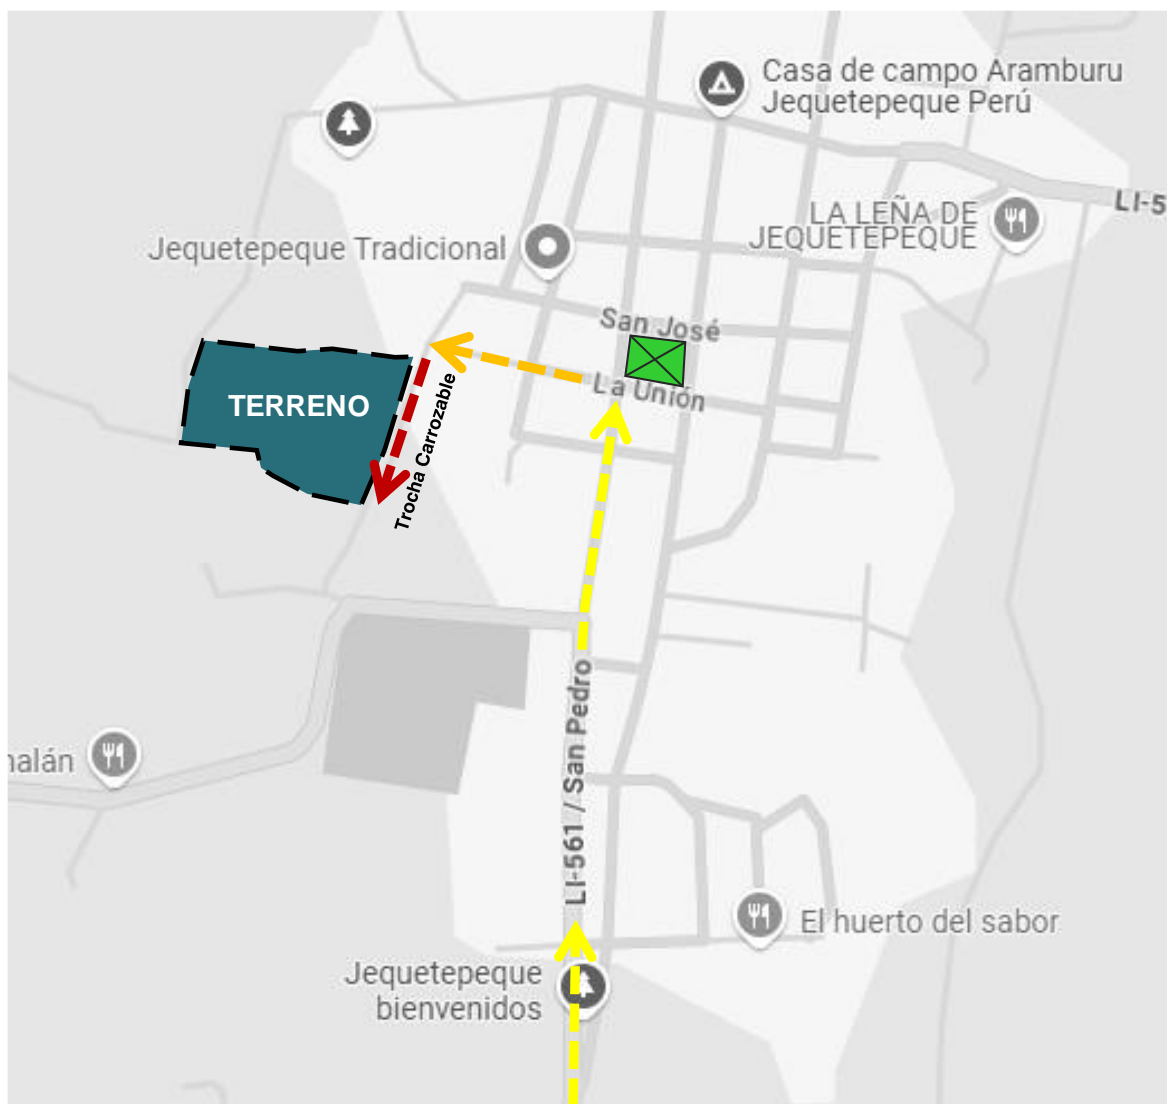 Casa de campo Aramburu
Jequetepeque Perú
LI-5
LA LEÑA DE
JEQUETEPEQUE
Jequetepeque Tradicional
San José
La Unión
TERRENO
Trocha Carrozable
LI-561 / San Pedro
nalán
El huerto del sabor
Jequetepeque
bienvenidos